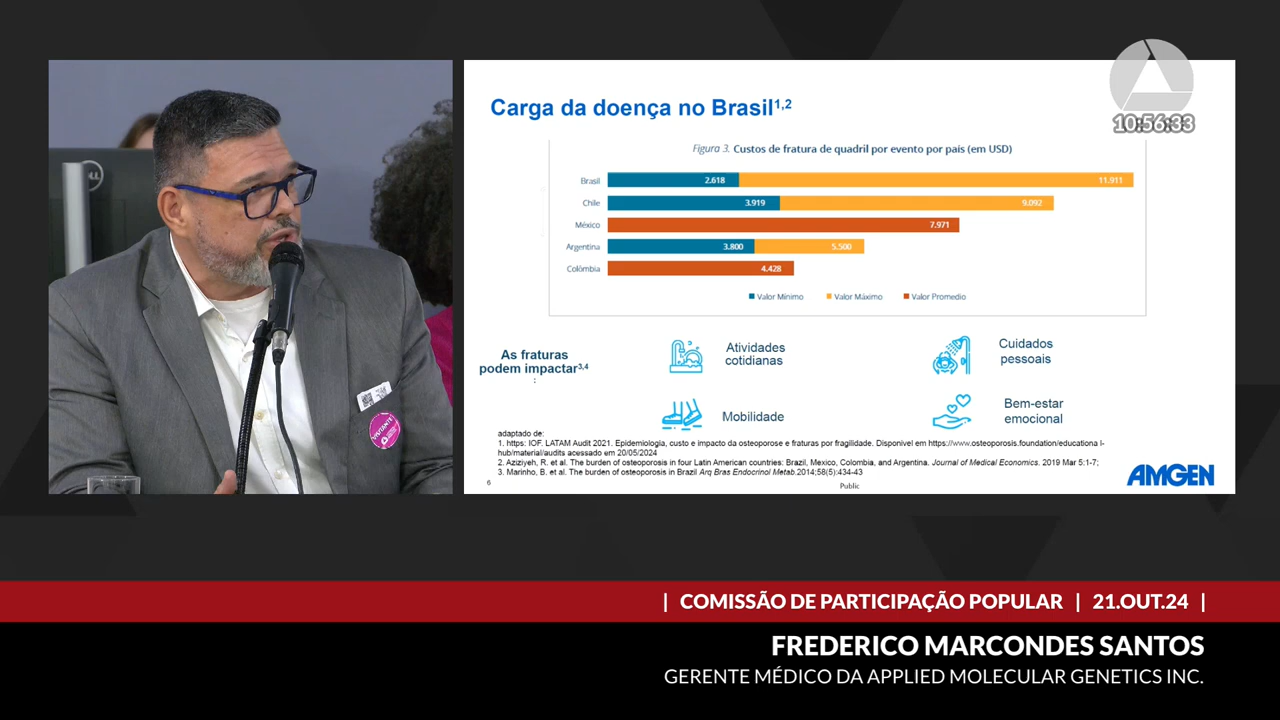 DELL
VISITANTE
10:56:33
Carga da doença no Brasil1,2
Figura 3. Custos de fratura de quadril por evento por país (em USD)
Brasil 2.618 11.911
Chile 3.919 9.092
México 7.971
Argentina 3.800 5.500
Colômbia 4.428
Valor Mínimo Valor Máximo Valor Promedio
As fraturas
podem impactar3,4
:
Atividades
cotidianas
Cuidados
pessoais
Mobilidade
Bem-estar
emocional
adaptado de:
1. https: IOF. LATAM Audit 2021. Epidemiologia, custo e impacto da osteoporose e fraturas por fragilidade. Disponivel em https://www.osteoporosis.foundation/educationa l-
hub/material/audits acessado em 20/05/2024
2. Aziziyeh, R. et al. The burden of osteoporosis in four Latin American countries: Brazil, Mexico, Colombia, and Argentina. Journal of Medical Economics. 2019 Mar 5:1-7;
3. Marinho, B. et al. The burden of osteoporosis in Brazil Arq Bras Endocrinol Metab.2014;58(5):434-43
6
Public
AMGEN
| COMISSÃO DE PARTICIPAÇÃO POPULAR | 21.OUT.24 |
FREDERICO MARCONDES SANTOS
GERENTE MÉDICO DA APPLIED MOLECULAR GENETICS INC.